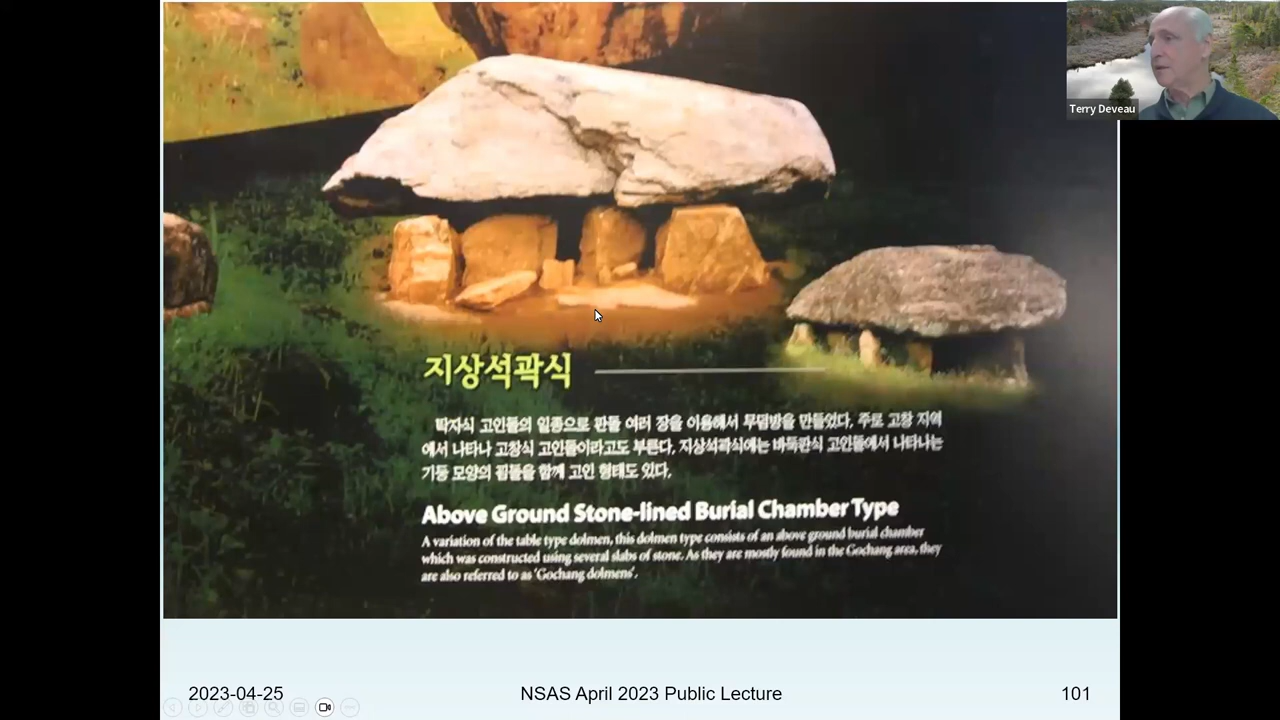 Terry Deveau
지상석곽식
탁자식 고인돌의 일종으로 판돌 여러 장을 이용해서 무덤방을 만들었다. 주로 고창 지역
에서 나타나 고창식 고인돌이라고도 부른다. 지상석곽식에는 바둑판식 고인돌에서 나타나는
기둥 모양의 굄돌을 함께 고인 형태도 있다.
Above Ground Stone-lined Burial Chamber Type
A variation of the table type dolmen, this dolmen type consists of an above ground burial chamber
which was constructed using several slabs of stone. As they are mostly found in the Gochang area, they
are also referred to as 'Gochang dolmens'.
2023-04-25
NSAS April 2023 Public Lecture
101